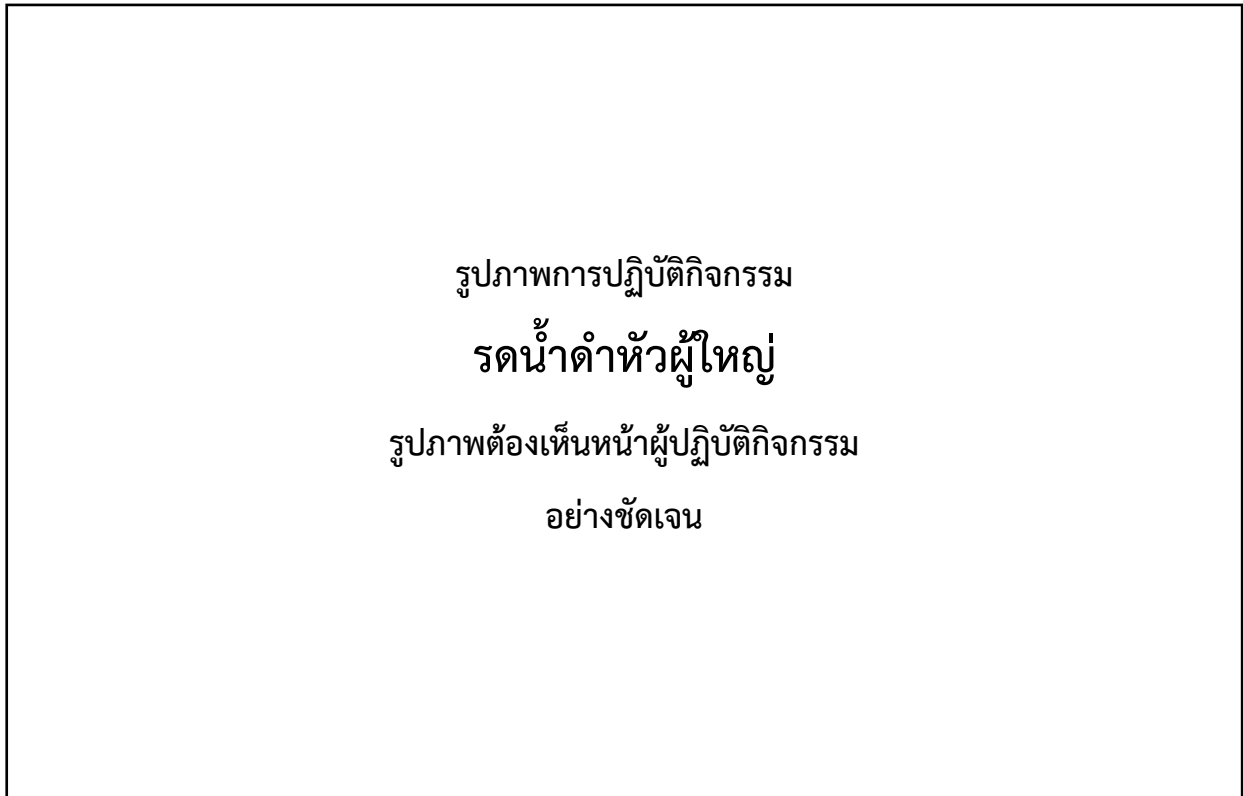 รูปภาพการปฏิบัติกิจกรรม
รดน้ำดำหัวผู้ใหญ่
รูปภาพต้องเห็นหน้าผู้ปฏิบัติกิจกรรม
อย่างชัดเจน